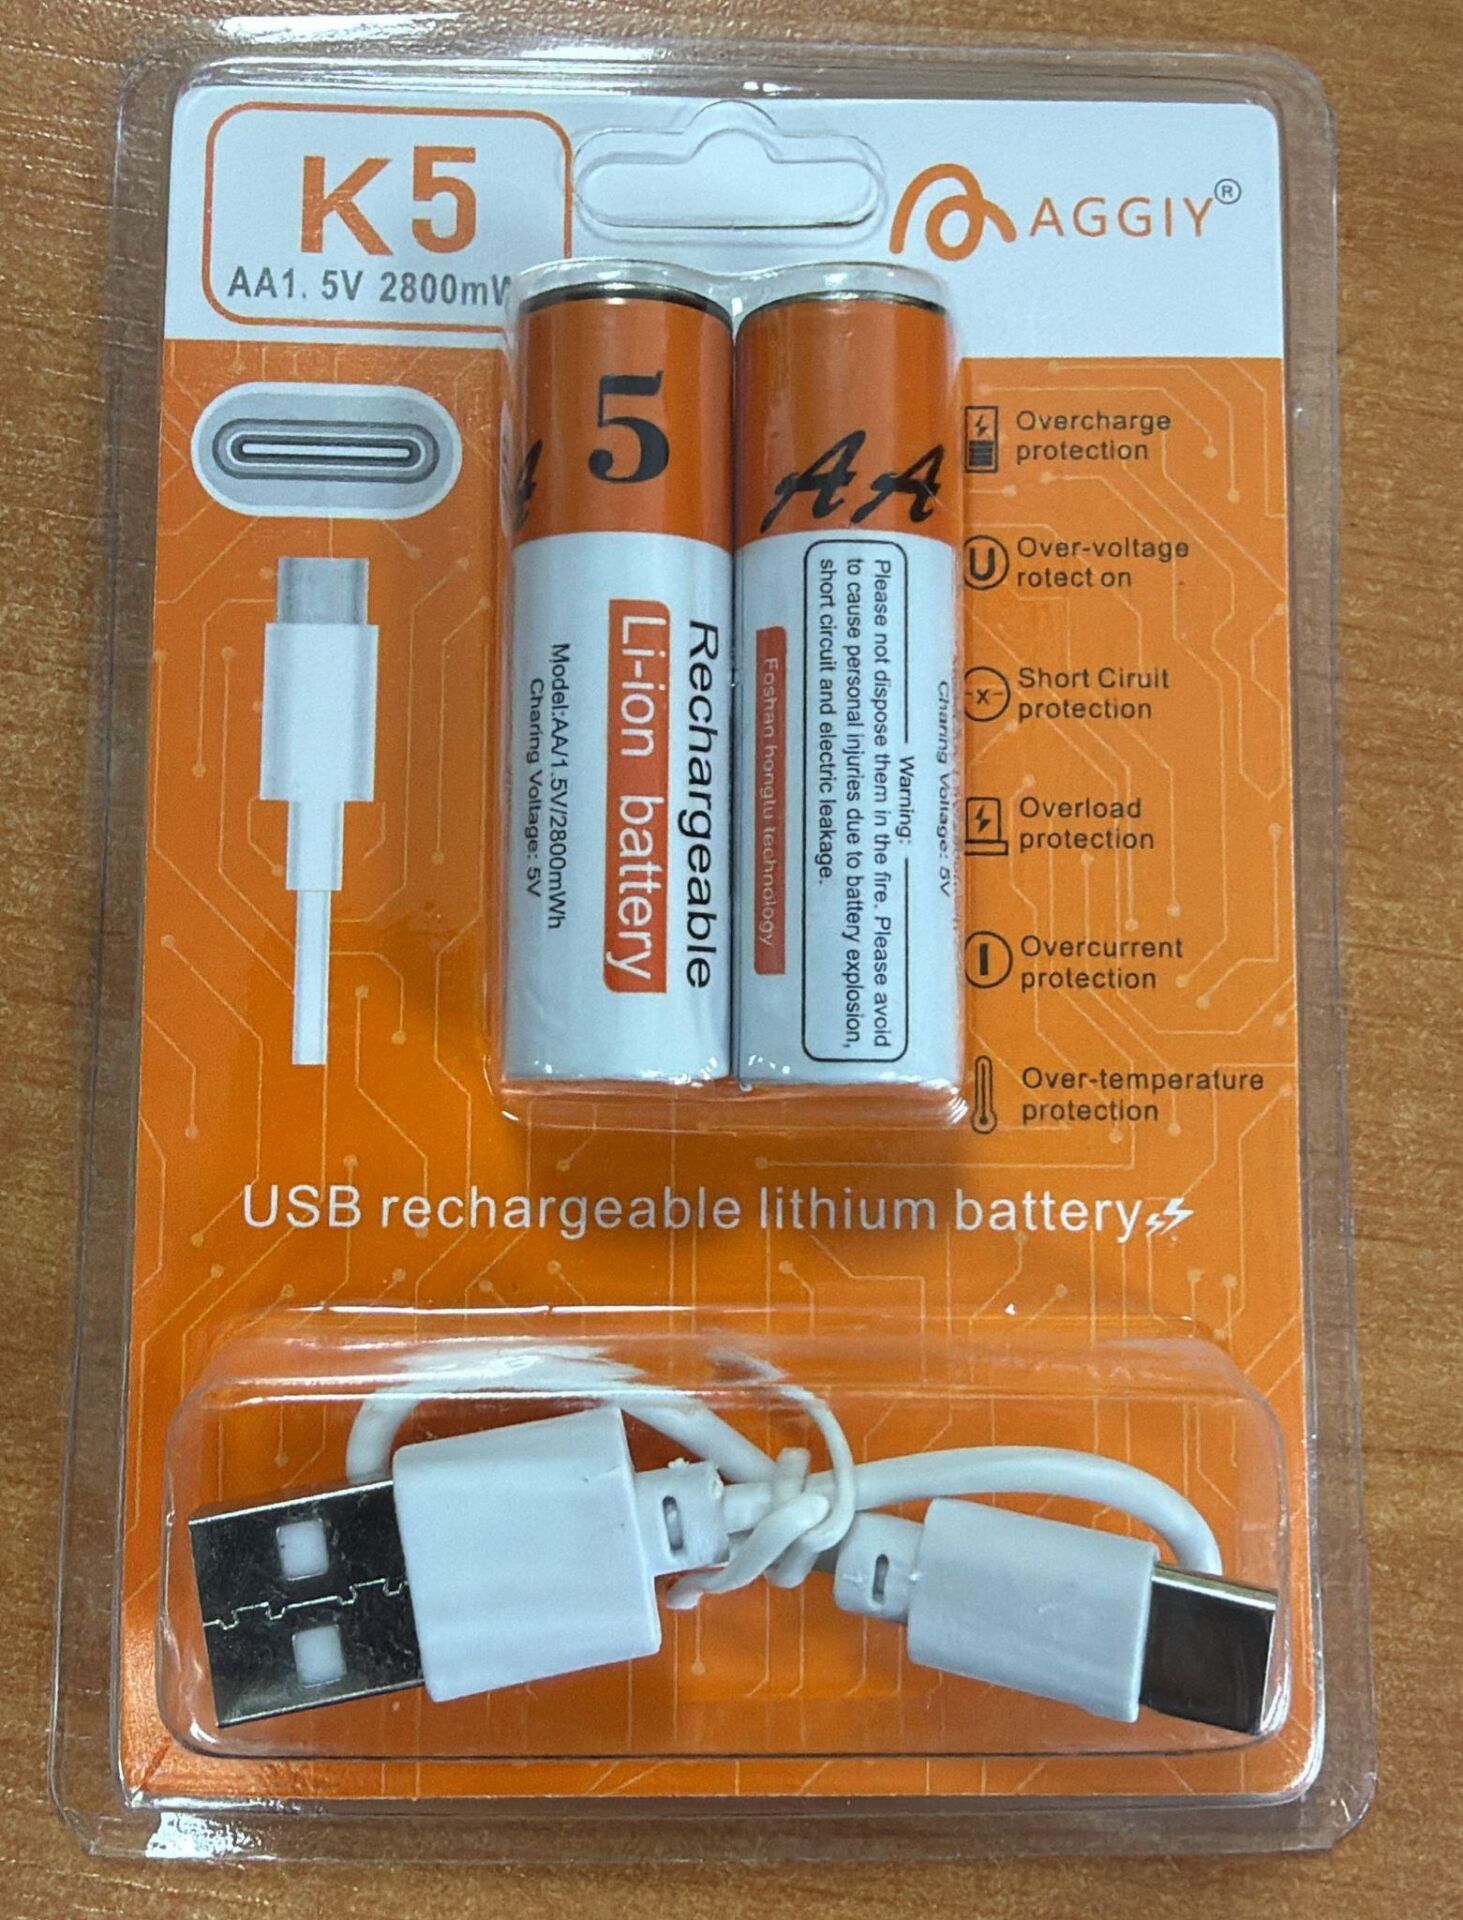 K5
AA1.5V 2800mW
AGGIY®
5
AA
Rechargeable
Li-ion battery
Model:AA/1.5V/2800mWh
Charing Voltage: 5V
Warning:
Please not dispose them in the fire. Please avoid
to cause personal injuries due to battery explosion,
short circuit and electric leakage.
Foshan hongtu technology
Charing Voltage: 5V
Overcharge
protection
Over-voltage
rotect on
Short Ciruit
protection
Overload
protection
Overcurrent
protection
Over-temperature
protection
USB rechargeable lithium battery